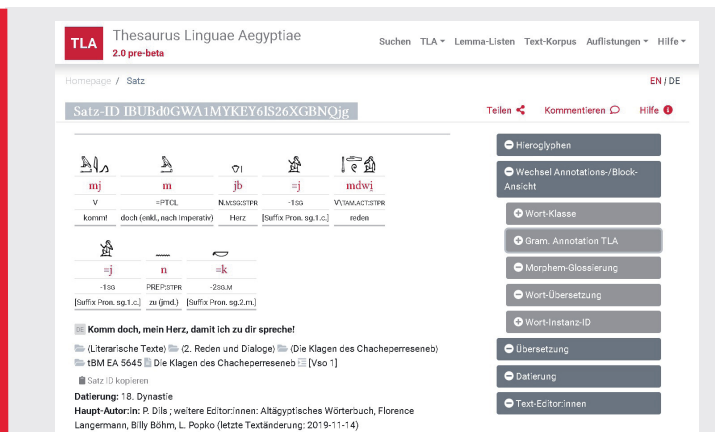 TLA
Thesaurus Linguae Aegyptiae
2.0 pre-beta
Suchen TLA Lemma-Listen Text-Korpus Auflistungen Hilfe
Homepage / Satz
EN / DE
Satz-ID IBUBd0GWA1MYKEY6lS26XGBNQjg
Teilen Kommentieren Hilfe
mj m jb =j mdwi̯
V =PTCL N.M:SG:STPR -1SG V\TAM.ACT:STPR
komm! doch (enkl., nach Imperativ) Herz [Suffix Pron. sg.1.c.] reden
=j n =k
-1SG PREP:STPR -2SG.M
[Suffix Pron. sg.1.c.] zu (jmd.) [Suffix Pron. sg.2.m.]
DE Komm doch, mein Herz, damit ich zu dir spreche!
(Literarische Texte) (2. Reden und Dialoge) (Die Klagen des Chacheperreseneb)
tBM EA 5645 Die Klagen des Chacheperreseneb [Vso 1]
Satz ID kopieren
Datierung: 18. Dynastie
Haupt-Autor:in: P. Dils ; weitere Editor:innen: Altägyptisches Wörterbuch, Florence
Langermann, Billy Böhm, L. Popko (letzte Textänderung: 2019-11-14)
Hieroglyphen
Wechsel Annotations-/Block-
Ansicht
Wort-Klasse
Gram. Annotation TLA
Morphem-Glossierung
Wort-Übersetzung
Wort-Instanz-ID
Übersetzung
Datierung
Text-Editor:innen